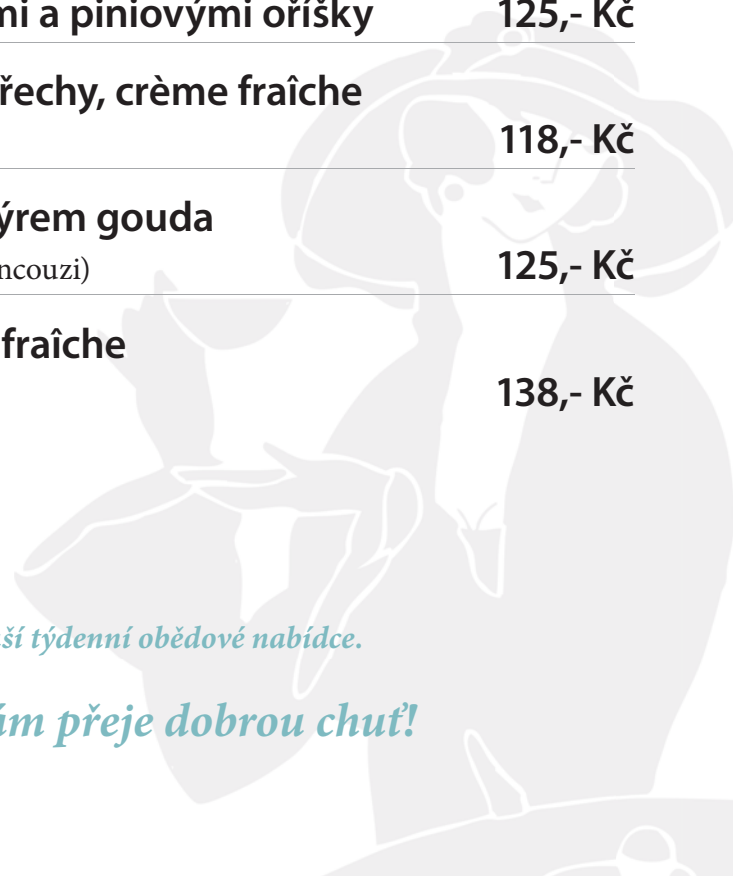 mi a piniovými oříšky 125,- Kč
řechy, crème fraîche
118,- Kč
ýrem gouda
ncouzi) 125,- Kč
fraîche
138,- Kč
ší týdenní obědové nabídce.
ám přeje dobrou chuť!